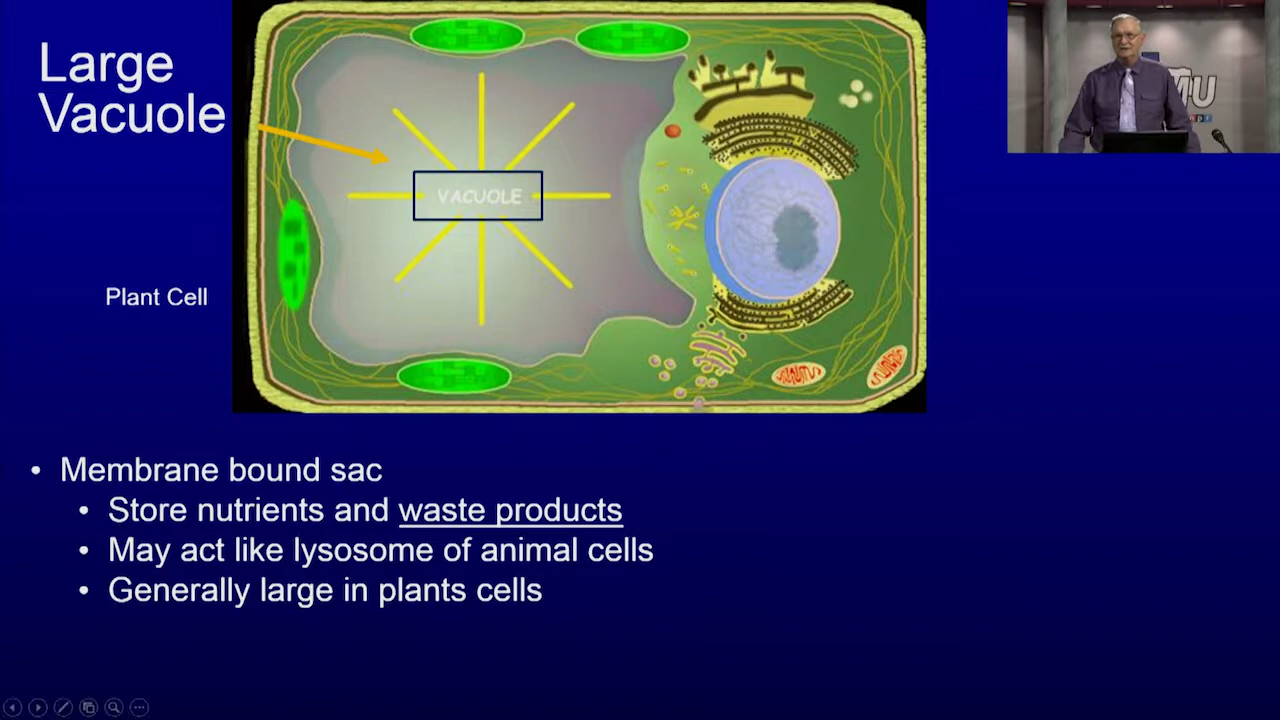 Large
Vacuole
VACUOLE
Plant Cell
• Membrane bound sac
• Store nutrients and waste products
• May act like lysosome of animal cells
• Generally large in plants cells